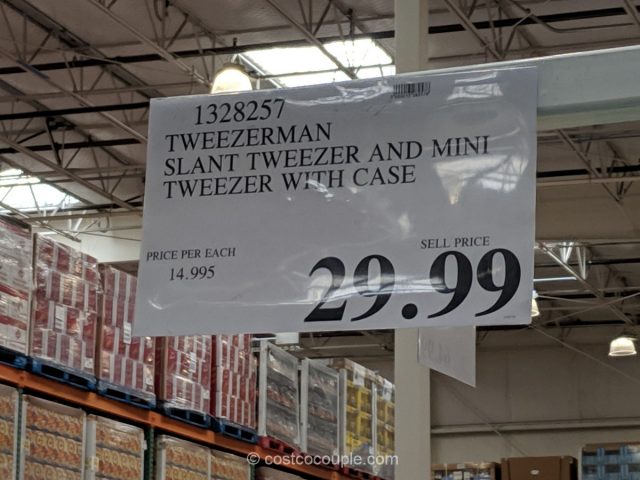 1328257
TWEEZERMAN
SLANT TWEEZER AND MINI
TWEEZER WITH CASE
PRICE PER EACH
14.995
SELL PRICE
29.99
© costcocouple.com